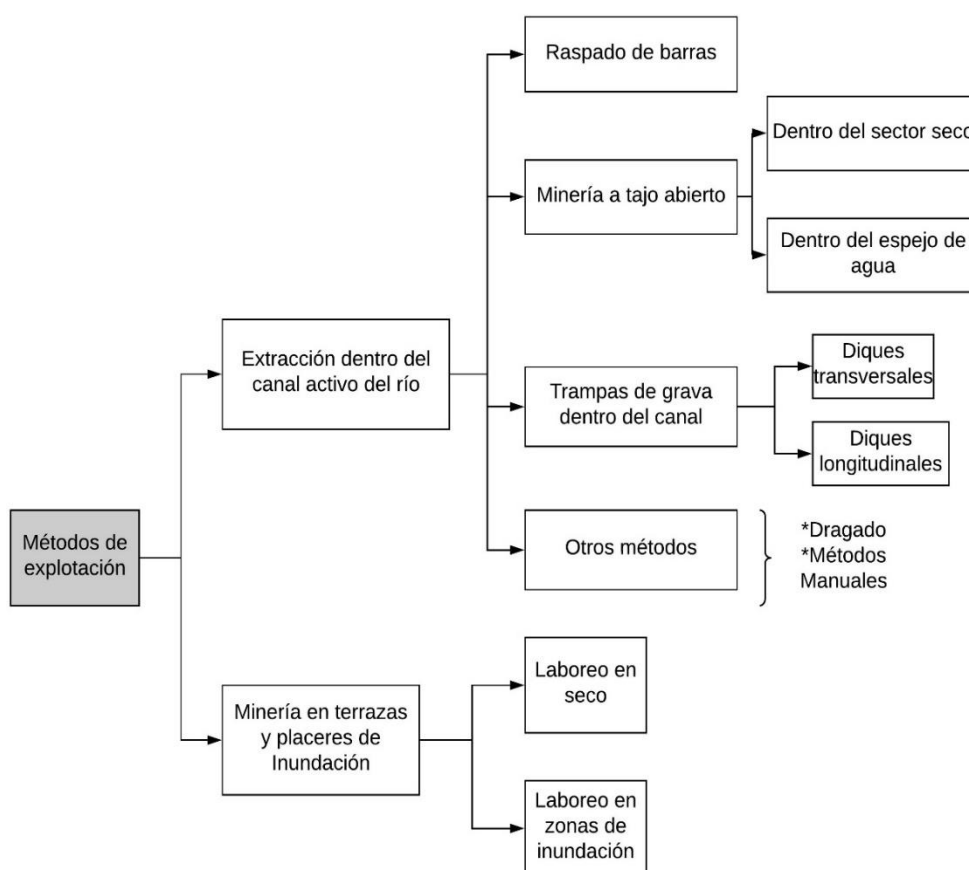 Métodos de
explotación
Extracción dentro del
canal activo del río
Raspado de barras
Minería a tajo abierto
Dentro del sector seco
Dentro del espejo de
agua
Trampas de grava
dentro del canal
Diques
transversales
Diques
longitudinales
Otros métodos
*Dragado
*Métodos
Manuales
Minería en terrazas
y placeres de
Inundación
Laboreo en
seco
Laboreo en
zonas de
inundación